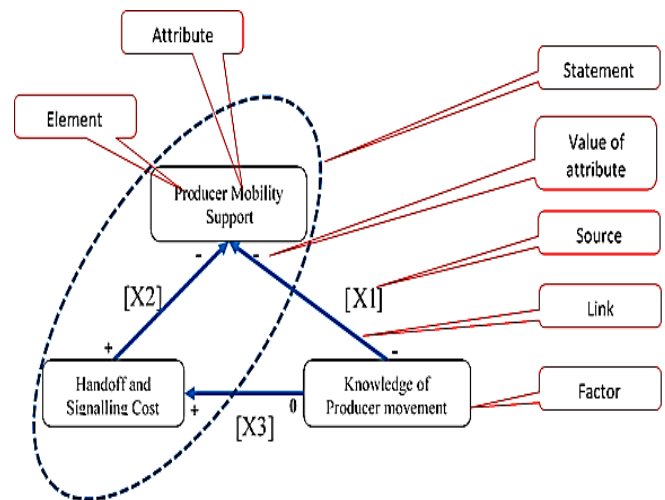 Attribute
Statement
Element
Value of
attribute
Producer Mobility
Support
Source
-
-
[X2]
[X1]
Link
+
-
Handoff and
Signalling Cost
Knowledge of
Producer movement
Factor
+
0
[X3]